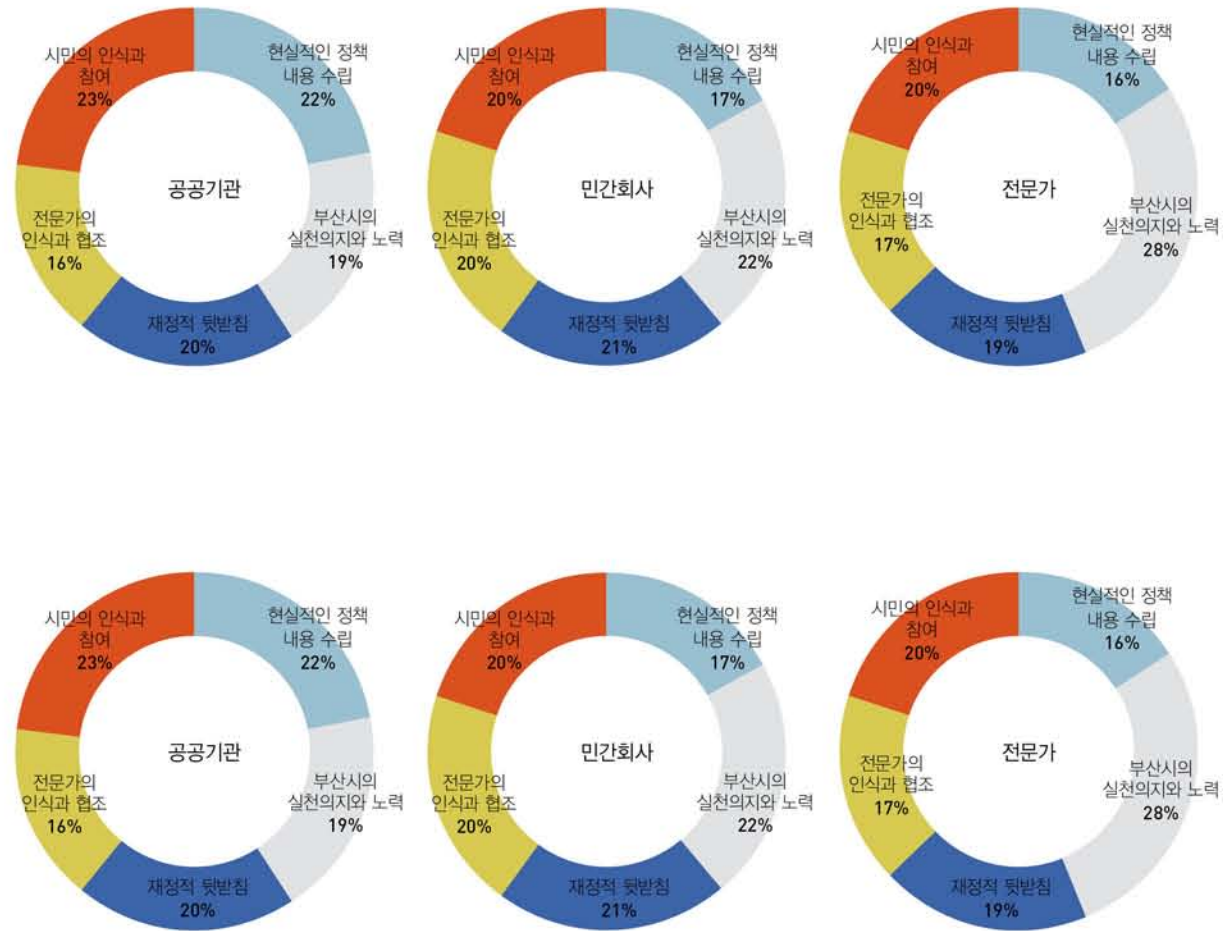 시민의 인식과
참여
23%
현실적인 정책
내용 수립
22%
공공기관
전문가의
인식과 협조
16%
부산시의
실천의지와 노력
19%
재정적 뒷받침
20%
시민의 인식과
참여
20%
현실적인 정책
내용 수립
17%
민간회사
전문가의
인식과 협조
20%
부산시의
실천의지와 노력
22%
재정적 뒷받침
21%
시민의 인식과
참여
20%
현실적인 정책
내용 수립
16%
전문가
전문가의
인식과 협조
17%
부산시의
실천의지와 노력
28%
재정적 뒷받침
19%
시민의 인식과
참여
23%
현실적인 정책
내용 수립
22%
공공기관
전문가의
인식과 협조
16%
부산시의
실천의지와 노력
19%
재정적 뒷받침
20%
시민의 인식과
참여
20%
현실적인 정책
내용 수립
17%
민간회사
전문가의
인식과 협조
20%
부산시의
실천의지와 노력
22%
재정적 뒷받침
21%
시민의 인식과
참여
20%
현실적인 정책
내용 수립
16%
전문가
전문가의
인식과 협조
17%
부산시의
실천의지와 노력
28%
재정적 뒷받침
19%